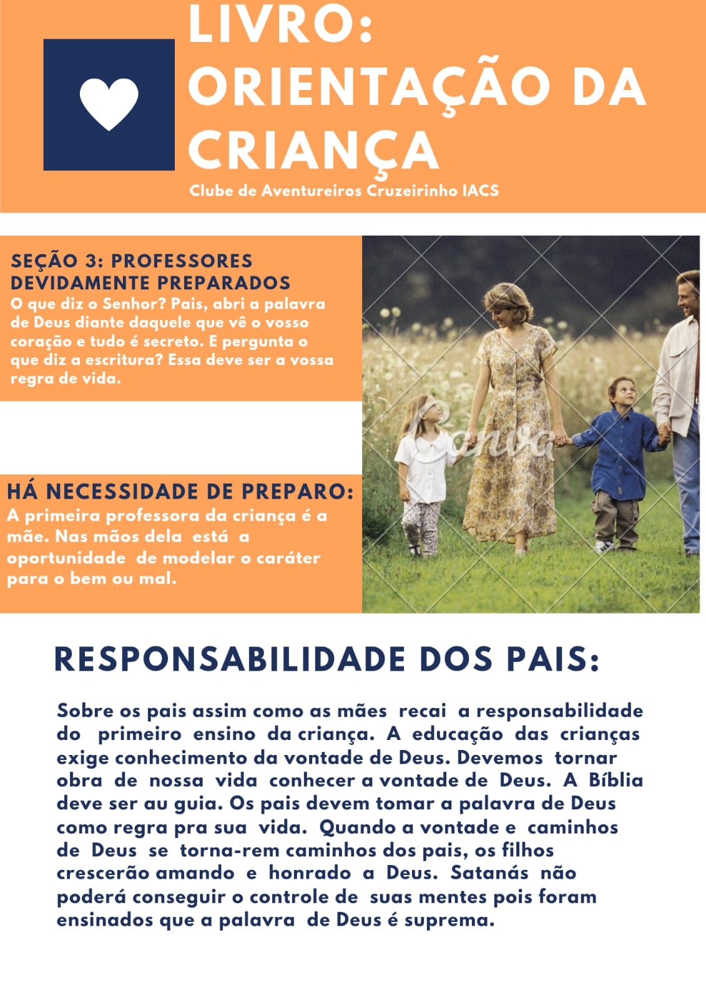 LIVRO:
ORIENTAÇÃO DA
CRIANÇA
Clube de Aventureiros Cruzeirinho IACS
SEÇÃO 3: PROFESSORES
DEVIDAMENTE PREPARADOS
O que diz o Senhor? Pais, abri a palavra
de Deus diante daquele que vê o vosso
coração e tudo é secreto. E pergunta o
que diz a escritura? Essa deve ser a vossa
regra de vida.
Canva
HÁ NECESSIDADE DE PREPARO:
A primeira professora da criança é a
mãe. Nas mãos dela está a
oportunidade de modelar o caráter
para o bem ou mal.
RESPONSABILIDADE DOS PAIS:
Sobre os pais assim como as mães recai a responsabilidade
do primeiro ensino da criança. A educação das crianças
exige conhecimento da vontade de Deus. Devemos tornar
obra de nossa vida conhecer a vontade de Deus. A Bíblia
deve ser au guia. Os pais devem tomar a palavra de Deus
como regra pra sua vida. Quando a vontade e caminhos
de Deus se torna-rem caminhos dos pais, os filhos
crescerão amando e honrado a Deus. Satanás não
poderá conseguir o controle de suas mentes pois foram
ensinados que a palavra de Deus é suprema.